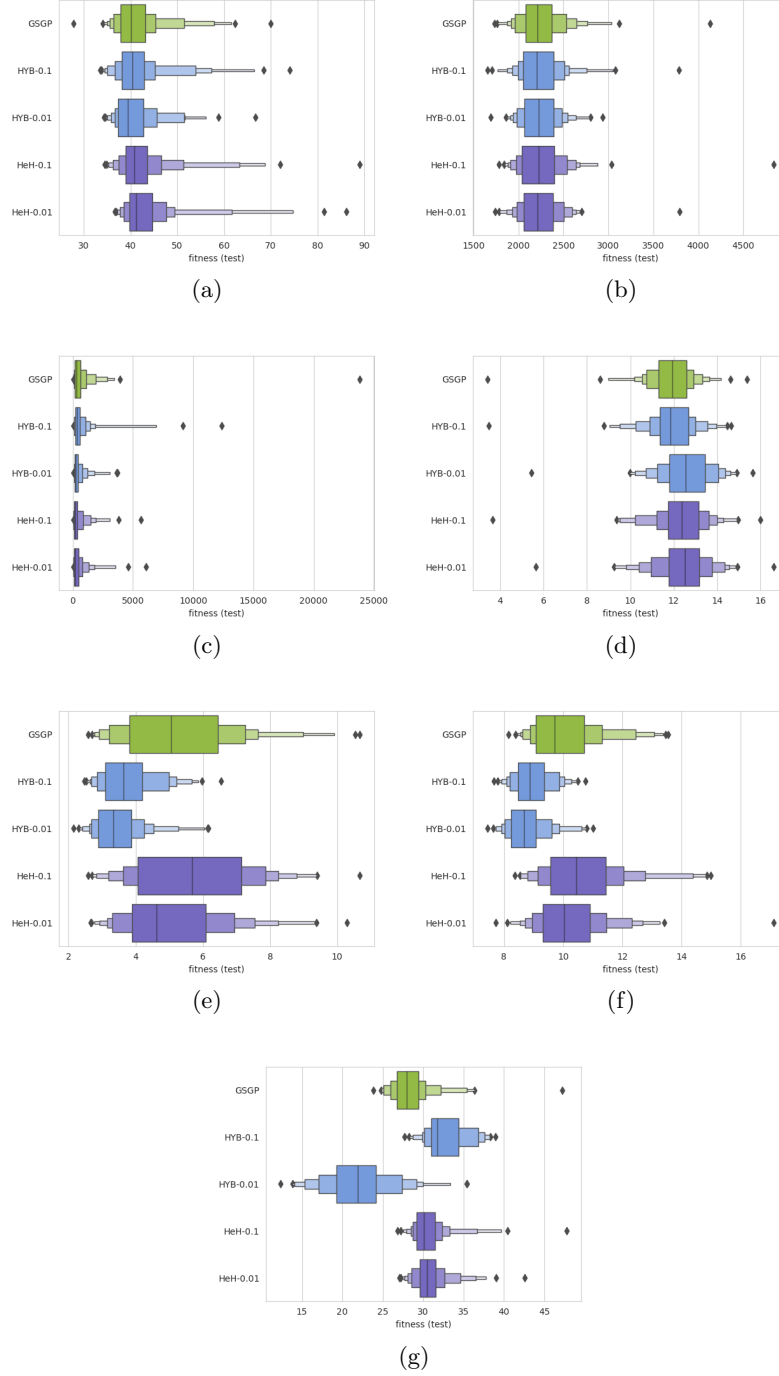 GSGP
HYB-0.1
HYB-0.01
HeH-0.1
HeH-0.01
30 40 50 60 70 80 90
fitness (test)
(a)
GSGP
HYB-0.1
HYB-0.01
HeH-0.1
HeH-0.01
1500 2000 2500 3000 3500 4000 4500
fitness (test)
(b)
GSGP
HYB-0.1
HYB-0.01
HeH-0.1
HeH-0.01
0 5000 10000 15000 20000 25000
fitness (test)
(c)
GSGP
HYB-0.1
HYB-0.01
HeH-0.1
HeH-0.01
4 6 8 10 12 14 16
fitness (test)
(d)
GSGP
HYB-0.1
HYB-0.01
HeH-0.1
HeH-0.01
2 4 6 8 10
fitness (test)
(e)
GSGP
HYB-0.1
HYB-0.01
HeH-0.1
HeH-0.01
8 10 12 14 16
fitness (test)
(f)
GSGP
HYB-0.1
HYB-0.01
HeH-0.1
HeH-0.01
15 20 25 30 35 40 45
fitness (test)
(g)